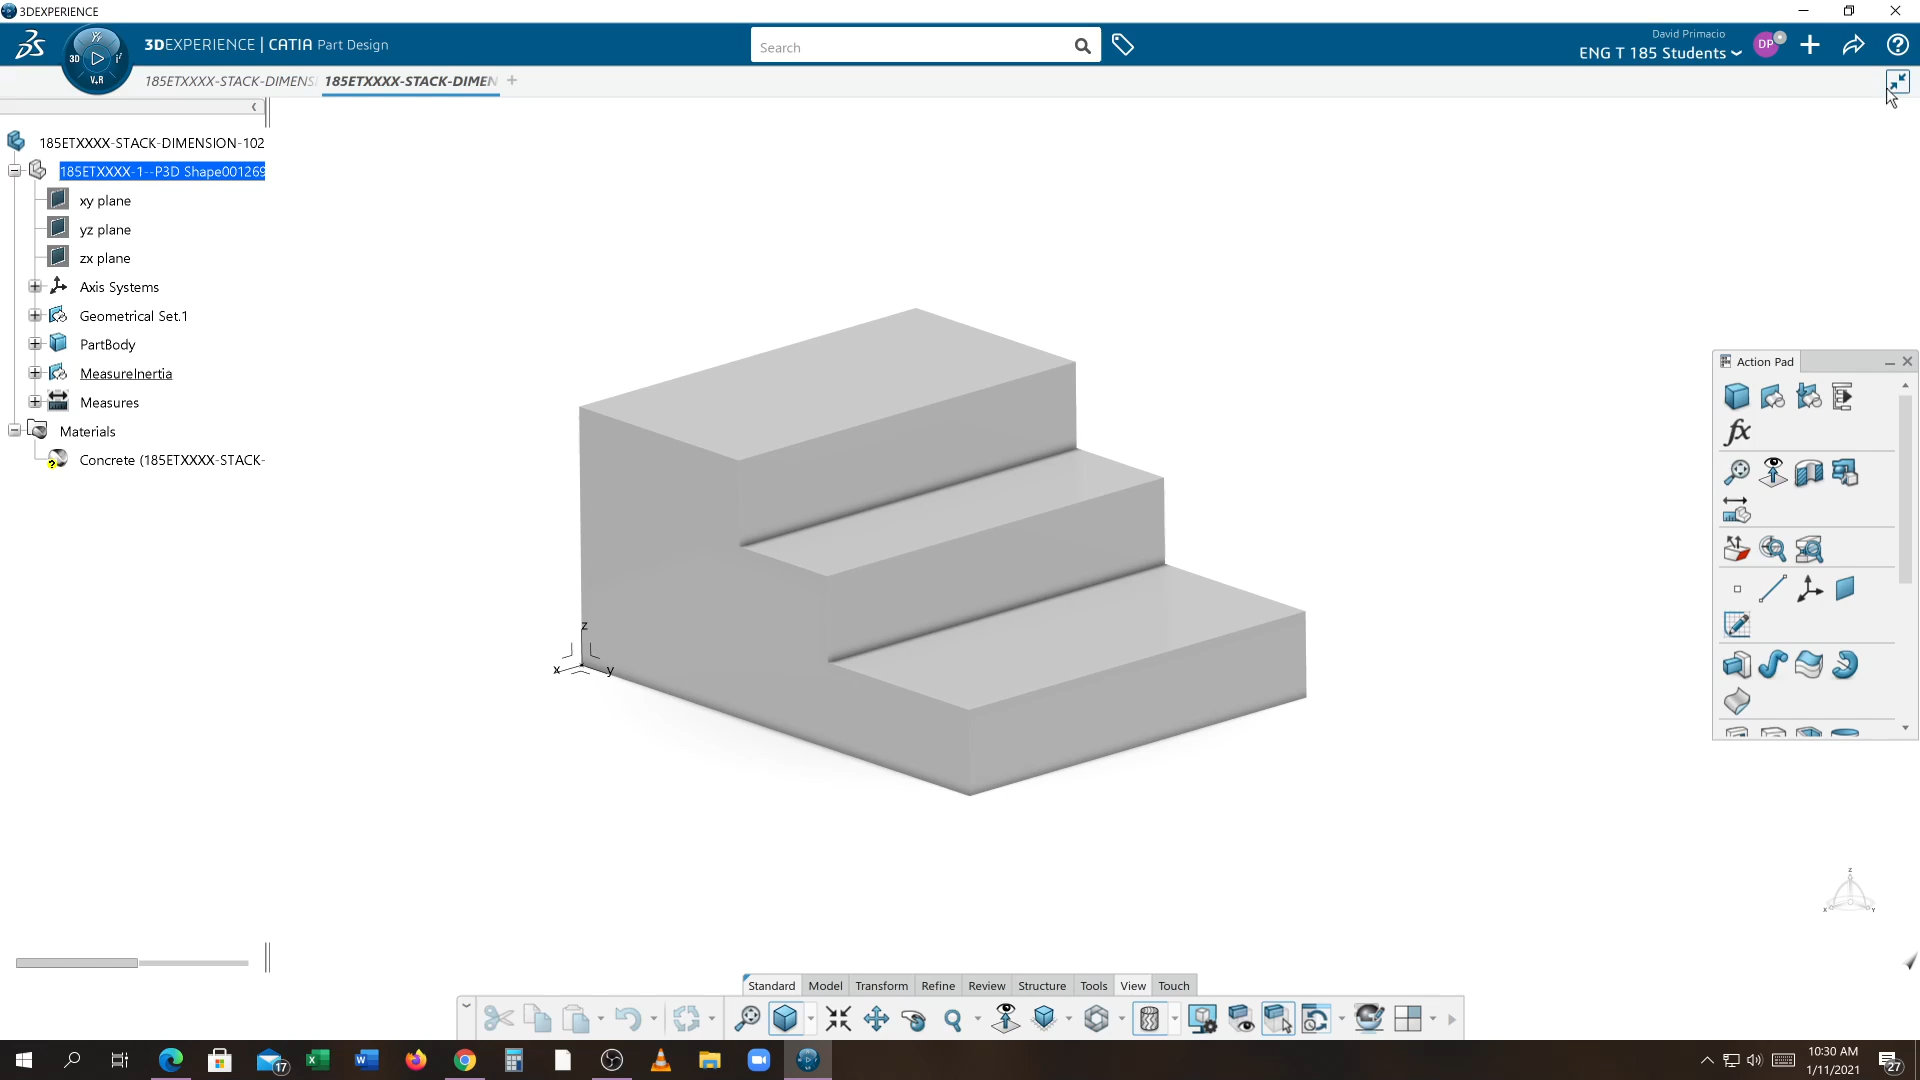 3DEXPERIENCE
3DEXPERIENCE | CATIA Part Design
3D
V.R
Search
David Primacio
ENG T 185 Students
DP
185ETXXXX-STACK-DIMENS
185ETXXXX-STACK-DIMEN
185ETXXXX-STACK-DIMENSION-102
185ETXXXX-1--P3D Shape001269
xy plane
yz plane
zx plane
Axis Systems
Geometrical Set.1
PartBody
MeasureInertia
Measures
Materials
Concrete (185ETXXXX-STACK-
Action Pad
fx
z
x
y
z
x
y
Standard
Model
Transform
Refine
Review
Structure
Tools
View
Touch
17
10:30 AM
1/11/2021
27